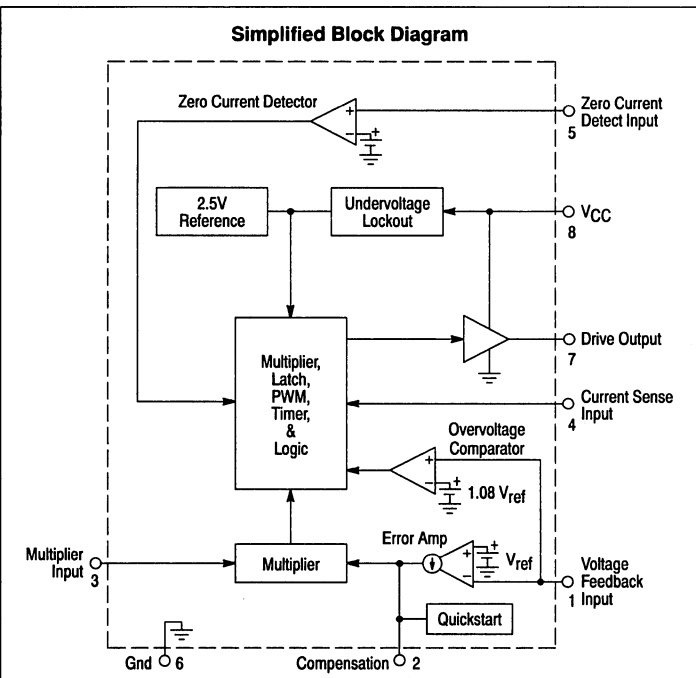 Simplified Block Diagram
Zero Current Detector
+
−
+
Zero Current
Detect Input
5
2.5V
Reference
Undervoltage
Lockout
VCC
8
Multiplier,
Latch,
PWM,
Timer,
&
Logic
Drive Output
7
Current Sense
Input
4
Overvoltage
Comparator
+
−
+
1.08 Vref
Error Amp
+
−
+
Vref
Multiplier
Input
3
Multiplier
Voltage
Feedback
Input
1
Quickstart
Gnd
6
Compensation
2